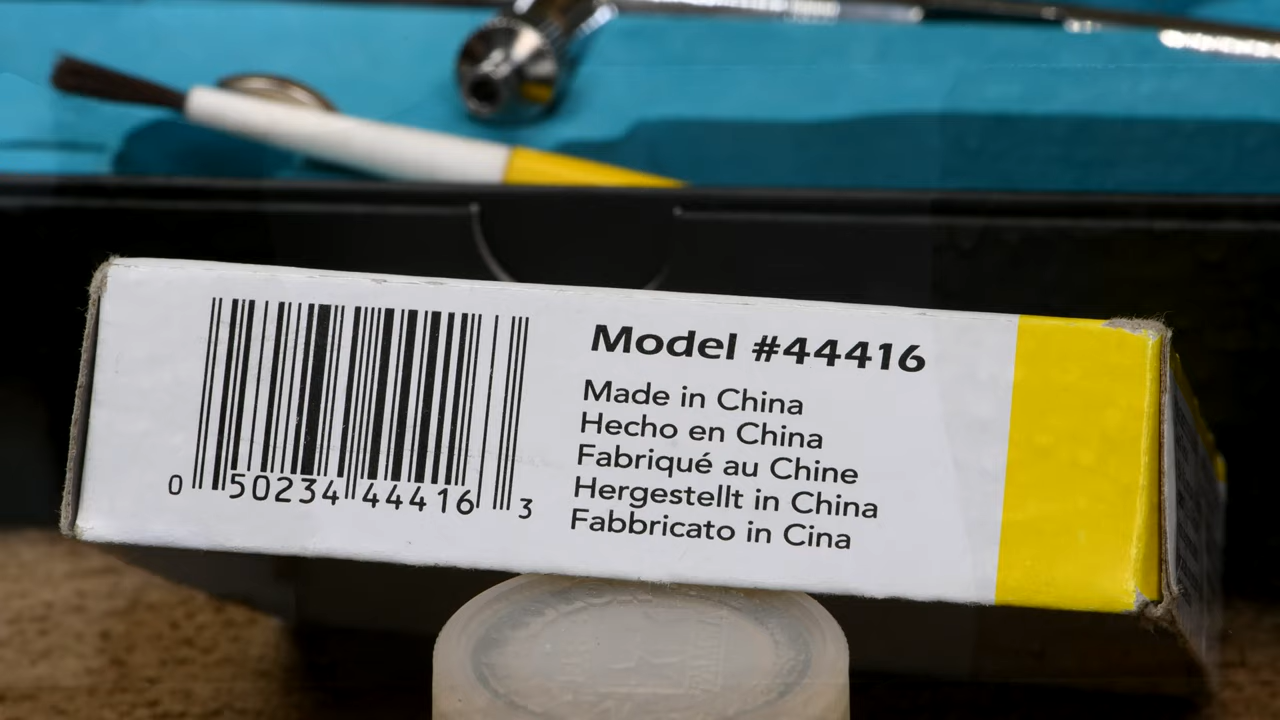 Model #44416
Made in China
Hecho en China
Fabriqué au Chine
Hergestellt in China
Fabbricato in Cina
0 50234 44416 3